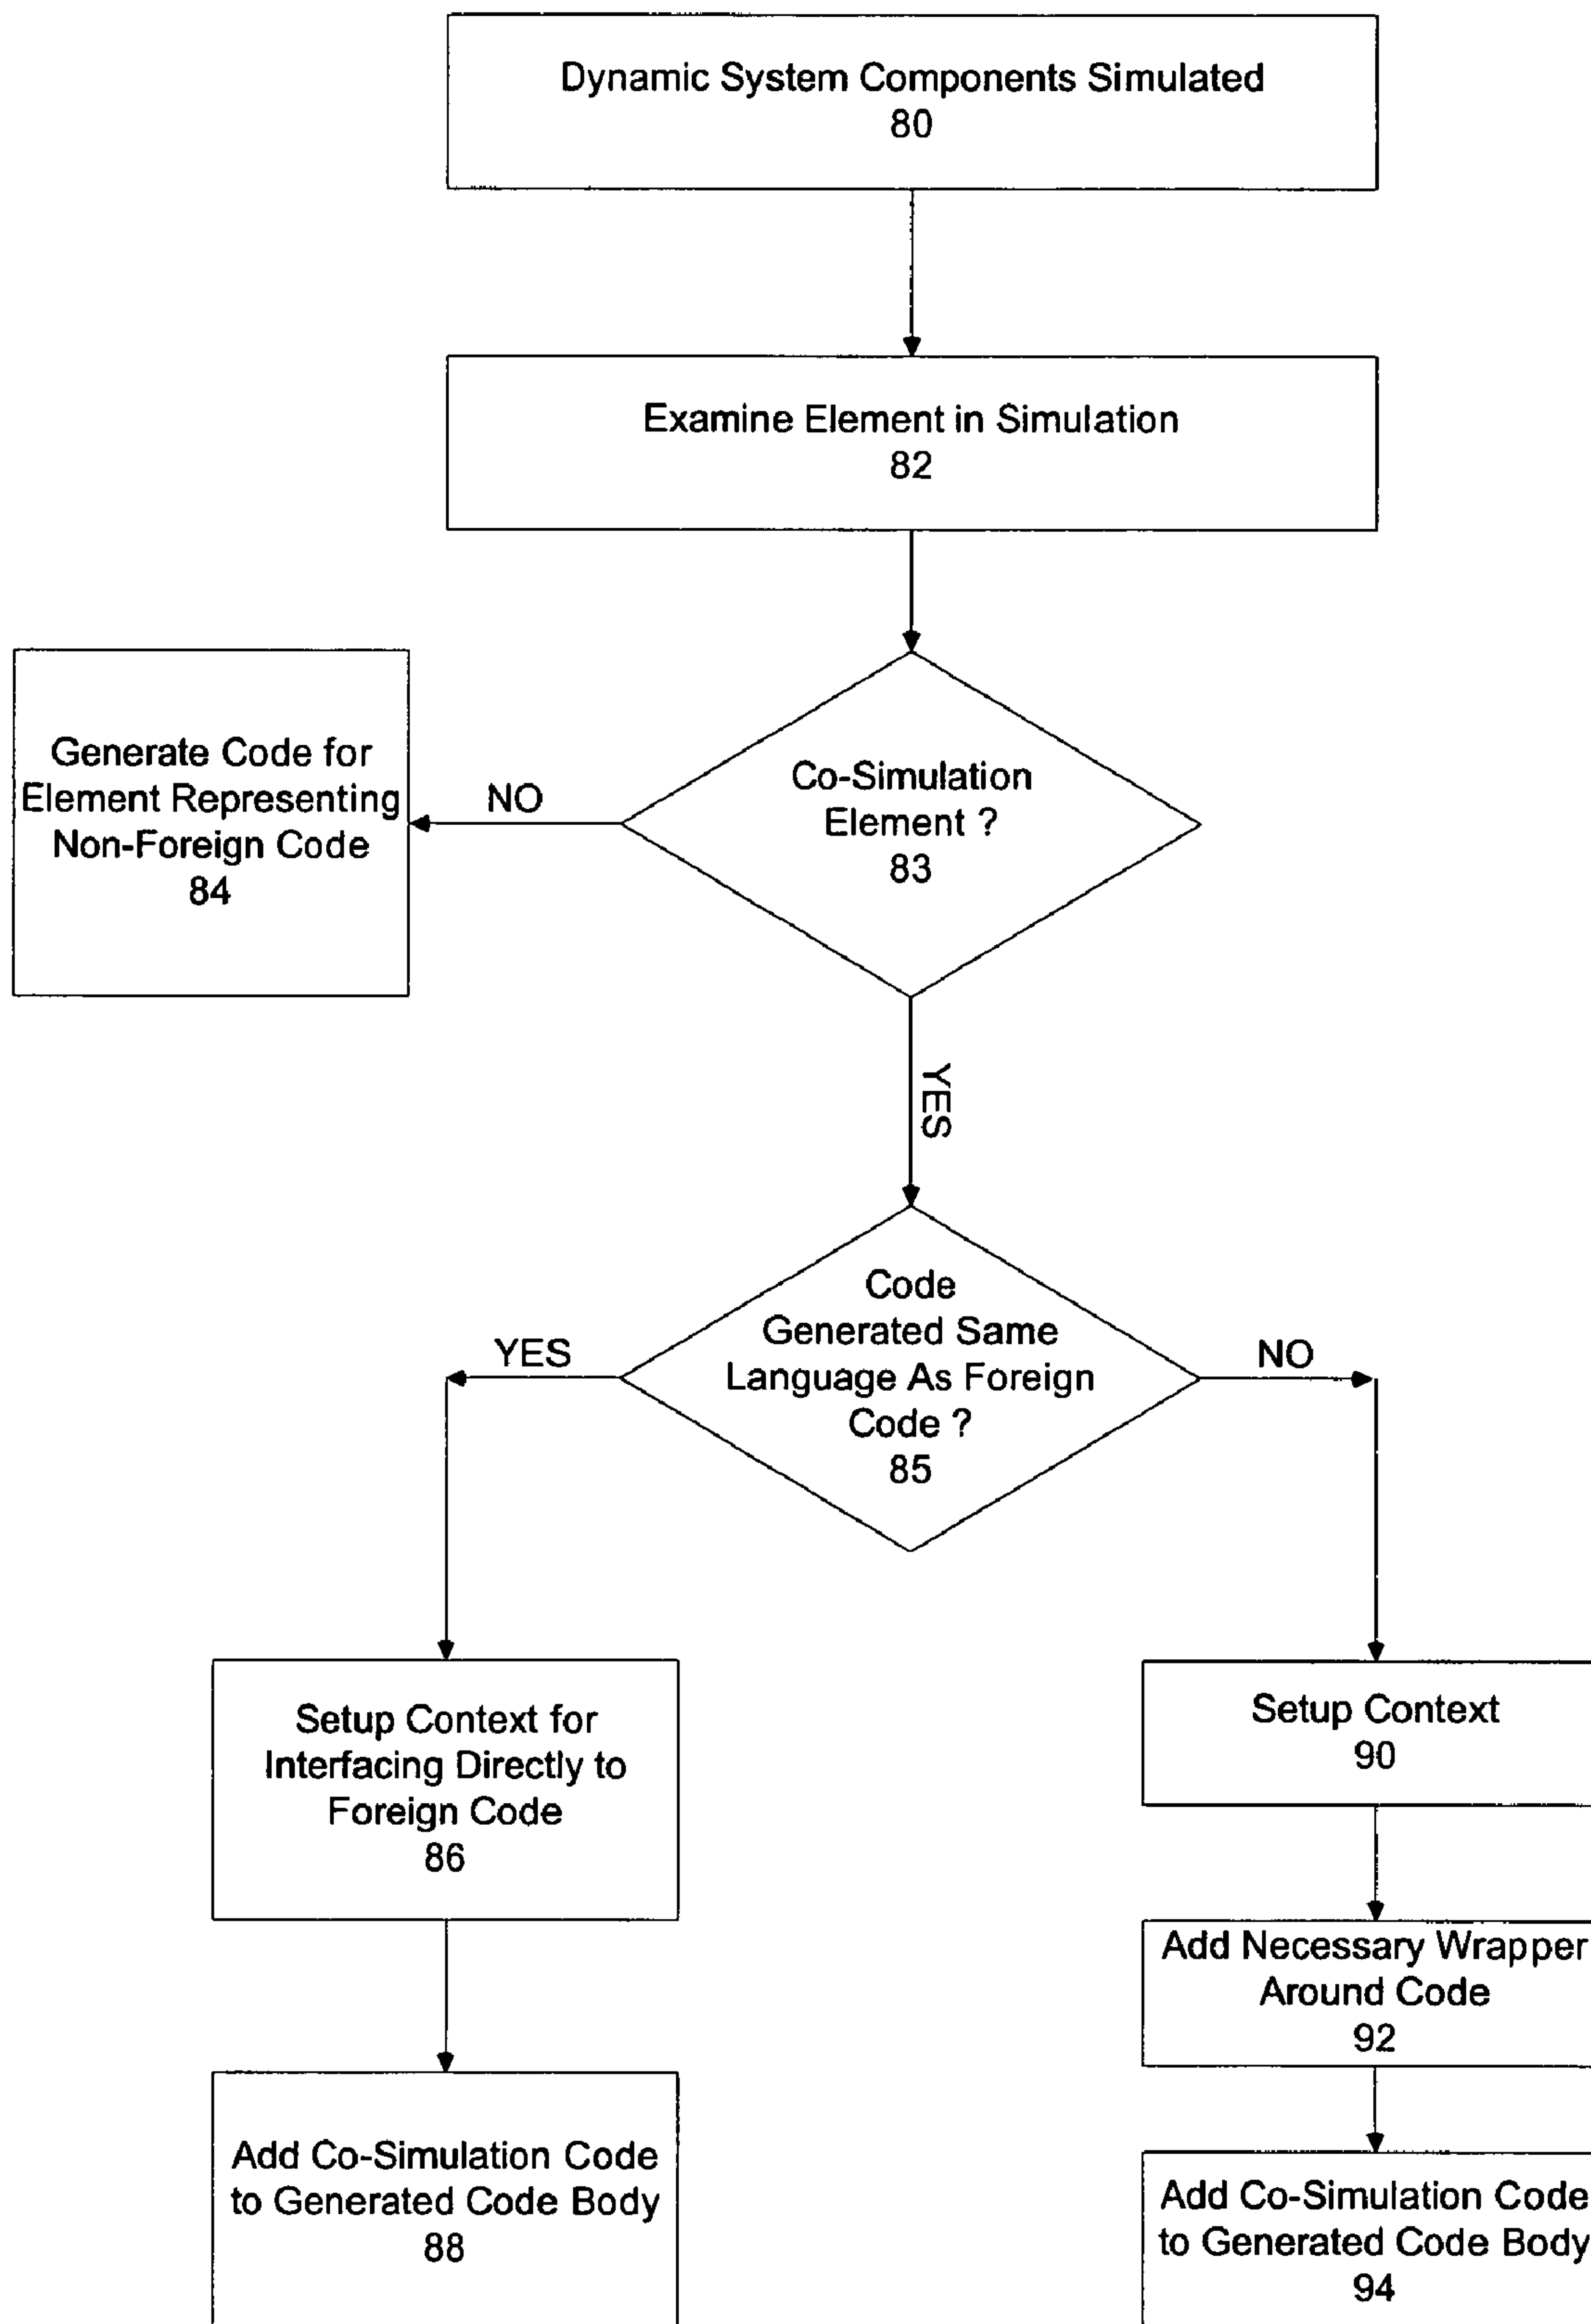 Dynamic System Components Simulated
80
Examine Element in Simulation
82
Generate Code for
Element Representing
Non-Foreign Code
84
NO
Co-Simulation
Element ?
83
YES
Code
Generated Same
Language As Foreign
Code ?
85
YES
NO
Setup Context for
Interfacing Directly to
Foreign Code
86
Setup Context
90
Add Necessary Wrapper
Around Code
92
Add Co-Simulation Code
to Generated Code Body
88
Add Co-Simulation Code
to Generated Code Body
94